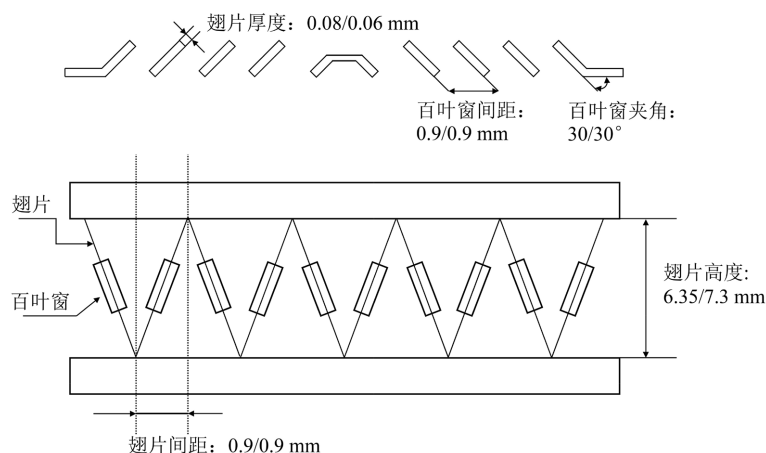 翅片厚度：0.08/0.06 mm
百叶窗间距：
0.9/0.9 mm
百叶窗夹角：
30/30°
翅片
百叶窗
翅片高度:
6.35/7.3 mm
翅片间距：0.9/0.9 mm